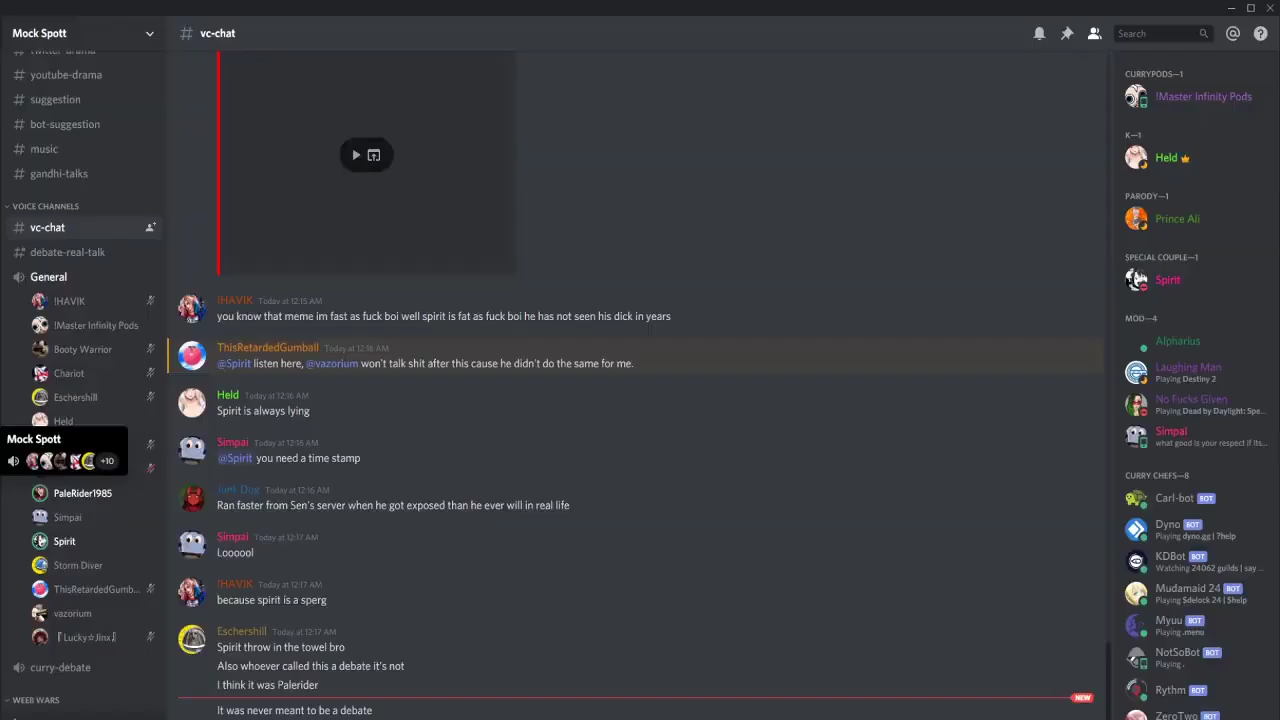 Mock Spott
vc-chat
Search
twitter-drama
youtube-drama
suggestion
bot-suggestion
music
gandhi-talks
VOICE CHANNELS
vc-chat
debate-real-talk
General
!HAVIK
!Master Infinity Pods
Booty Warrior
Chariot
Eschershill
Held
Mock Spott
+10
PaleRider1985
Simpai
Spirit
Storm Diver
ThisRetardedGumb...
vazorium
『Lucky☆Jinx』
curry-debate
WEEB WARS
!HAVIK Today at 12:15 AM
you know that meme im fast as fuck boi well spirit is fat as fuck boi he has not seen his dick in years
ThisRetardedGumball Today at 12:16 AM
@Spirit listen here, @vazorium won't talk shit after this cause he didn't do the same for me.
Held Today at 12:16 AM
Spirit is always lying
Simpai Today at 12:16 AM
@Spirit you need a time stamp
Junk Dog Today at 12:16 AM
Ran faster from Sen's server when he got exposed than he ever will in real life
Simpai Today at 12:17 AM
Loooool
!HAVIK Today at 12:17 AM
because spirit is a sperg
Eschershill Today at 12:17 AM
Spirit throw in the towel bro
Also whoever called this a debate it's not
I think it was Palerider
NEW
It was never meant to be a debate
CURRYPODS—1
!Master Infinity Pods
K—1
Held
PARODY—1
Prince Ali
SPECIAL COUPLE—1
Spirit
MOD—4
Alpharius
Laughing Man
Playing Destiny 2
No Fucks Given
Playing Dead by Daylight: Spe...
Simpai
what good is your respect if its...
CURRY CHEFS—8
Carl-bot BOT
Dyno BOT
Playing dyno.gg | ?help
KDBot BOT
Watching 24062 guilds | say ...
Mudamaid 24 BOT
Playing $delock 24 | $help
Myuu BOT
Playing .menu
NotSoBot BOT
Playing .
Rythm BOT
ZeroTwo BOT